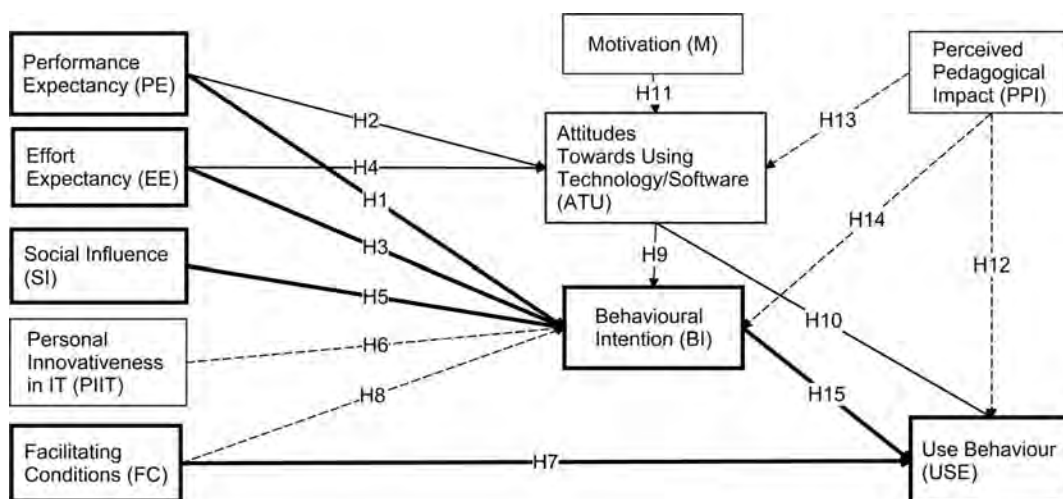 Performance
Expectancy (PE)
Effort
Expectancy (EE)
Social Influence
(SI)
Personal
Innovativeness
in IT (PIIT)
Facilitating
Conditions (FC)
Motivation (M)
Attitudes
Towards Using
Technology/Software
(ATU)
Behavioural
Intention (BI)
Perceived
Pedagogical
Impact (PPI)
Use Behaviour
(USE)
H2
H4
H1
H3
H5
H6
H8
H7
H11
H9
H13
H14
H12
H10
H15